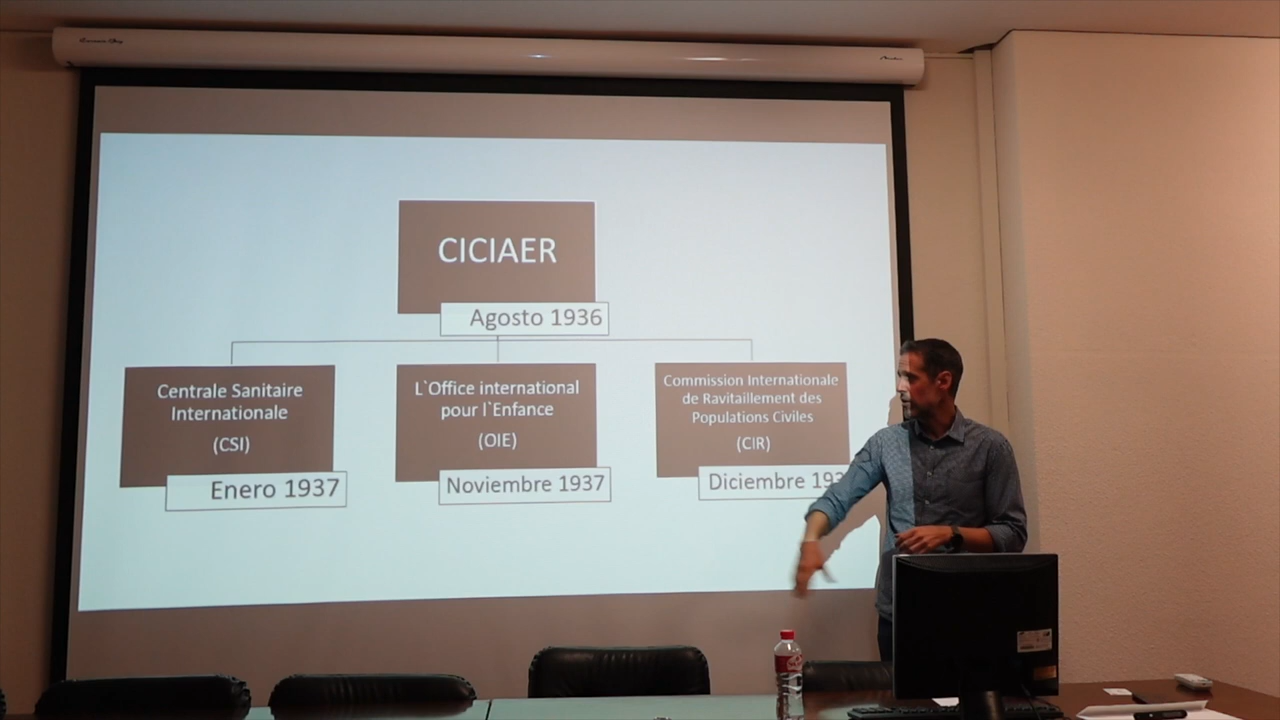 CICIAER
Agosto 1936
Centrale Sanitaire
Internationale
(CSI)
Enero 1937
L`Office international
pour l`Enfance
(OIE)
Noviembre 1937
Commission Internationale
de Ravitaillement des
Populations Civiles
(CIR)
Diciembre